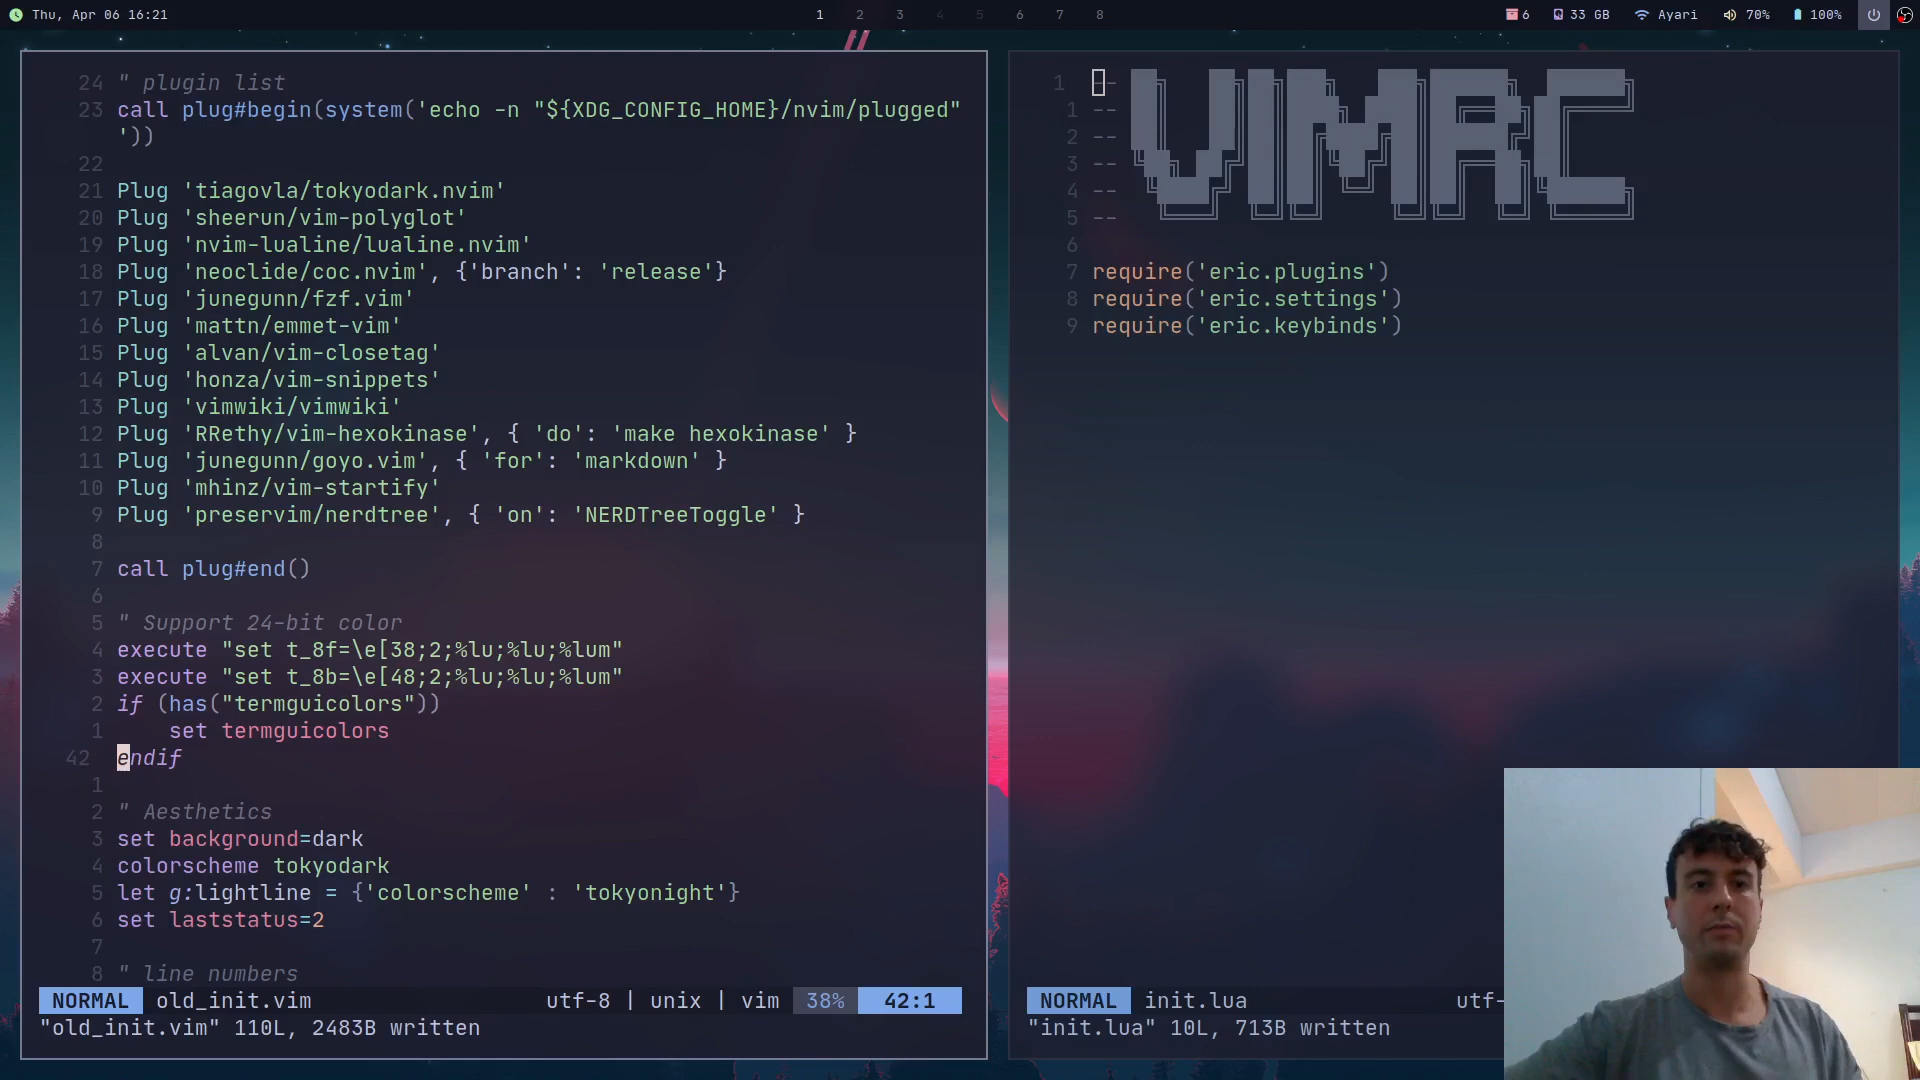 Thu, Apr 06 16:21
1 2 3 4 5 6 7 8
6 33 GB Ayari 70% 100%
24 " plugin list
23 call plug#begin(system('echo -n "${XDG_CONFIG_HOME}/nvim/plugged"
'))
22
21 Plug 'tiagovla/tokyodark.nvim'
20 Plug 'sheerun/vim-polyglot'
19 Plug 'nvim-lualine/lualine.nvim'
18 Plug 'neoclide/coc.nvim', {'branch': 'release'}
17 Plug 'junegunn/fzf.vim'
16 Plug 'mattn/emmet-vim'
15 Plug 'alvan/vim-closetag'
14 Plug 'honza/vim-snippets'
13 Plug 'vimwiki/vimwiki'
12 Plug 'RRethy/vim-hexokinase', { 'do': 'make hexokinase' }
11 Plug 'junegunn/goyo.vim', { 'for': 'markdown' }
10 Plug 'mhinz/vim-startify'
9 Plug 'preservim/nerdtree', { 'on': 'NERDTreeToggle' }
8
7 call plug#end()
6
5 " Support 24-bit color
4 execute "set t_8f=\e[38;2;%lu;%lu;%lum"
3 execute "set t_8b=\e[48;2;%lu;%lu;%lum"
2 if (has("termguicolors"))
1 set termguicolors
42 endif
1
2 " Aesthetics
3 set background=dark
4 colorscheme tokyodark
5 let g:lightline = {'colorscheme' : 'tokyonight'}
6 set laststatus=2
7
8 " line numbers
NORMAL old_init.vim utf-8 | unix | vim 38% 42:1
"old_init.vim" 110L, 2483B written
VIMRC
1 --
1 --
2 --
3 --
4 --
5 --
6
7 require('eric.plugins')
8 require('eric.settings')
9 require('eric.keybinds')
NORMAL init.lua utf-
"init.lua" 10L, 713B written